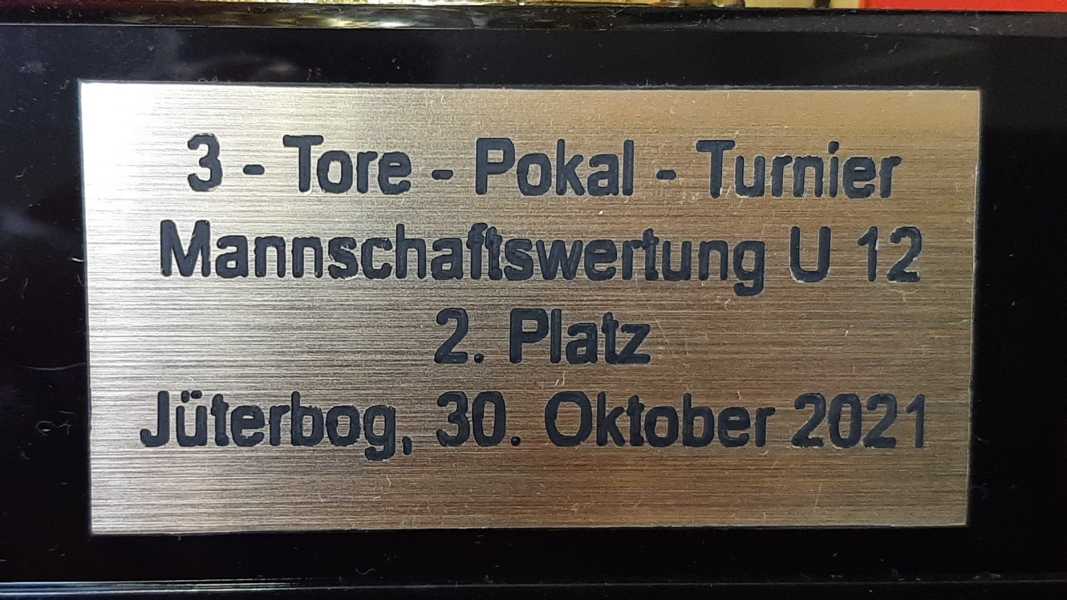 3 - Tore - Pokal - Turnier
Mannschaftswertung U 12
2. Platz
Jüterbog, 30. Oktober 2021